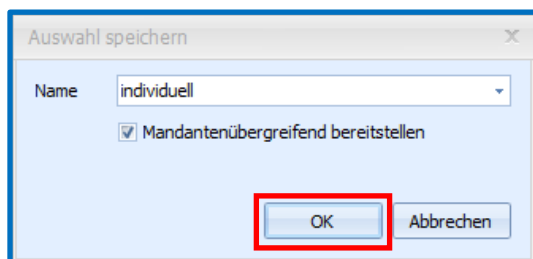 Auswahl speichern
Name individuell
Mandantenübergreifend bereitstellen
OK Abbrechen